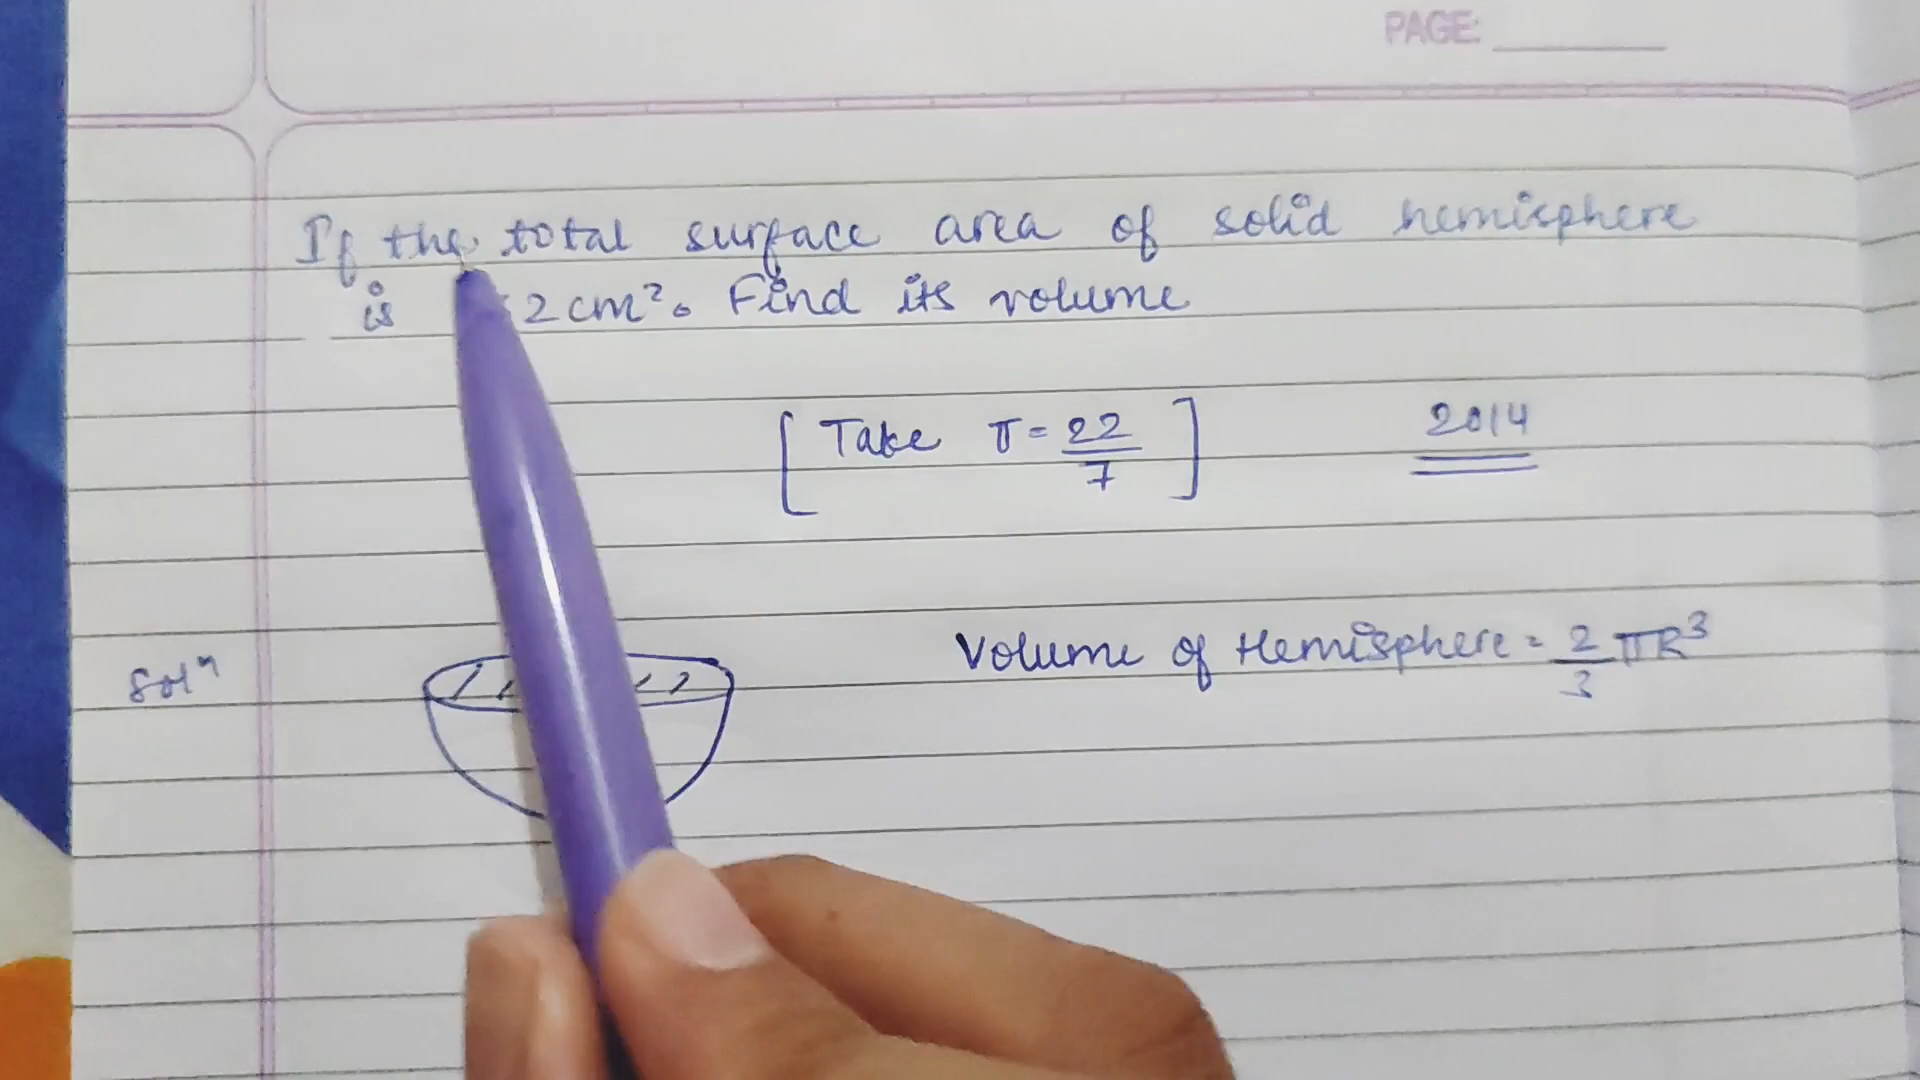 PAGE:
If the total surface area of solid hemisphere
is 2 cm². Find its volume
[Take π = 22/7] 2014
Solⁿ Volume of Hemisphere = 2/3 πR³